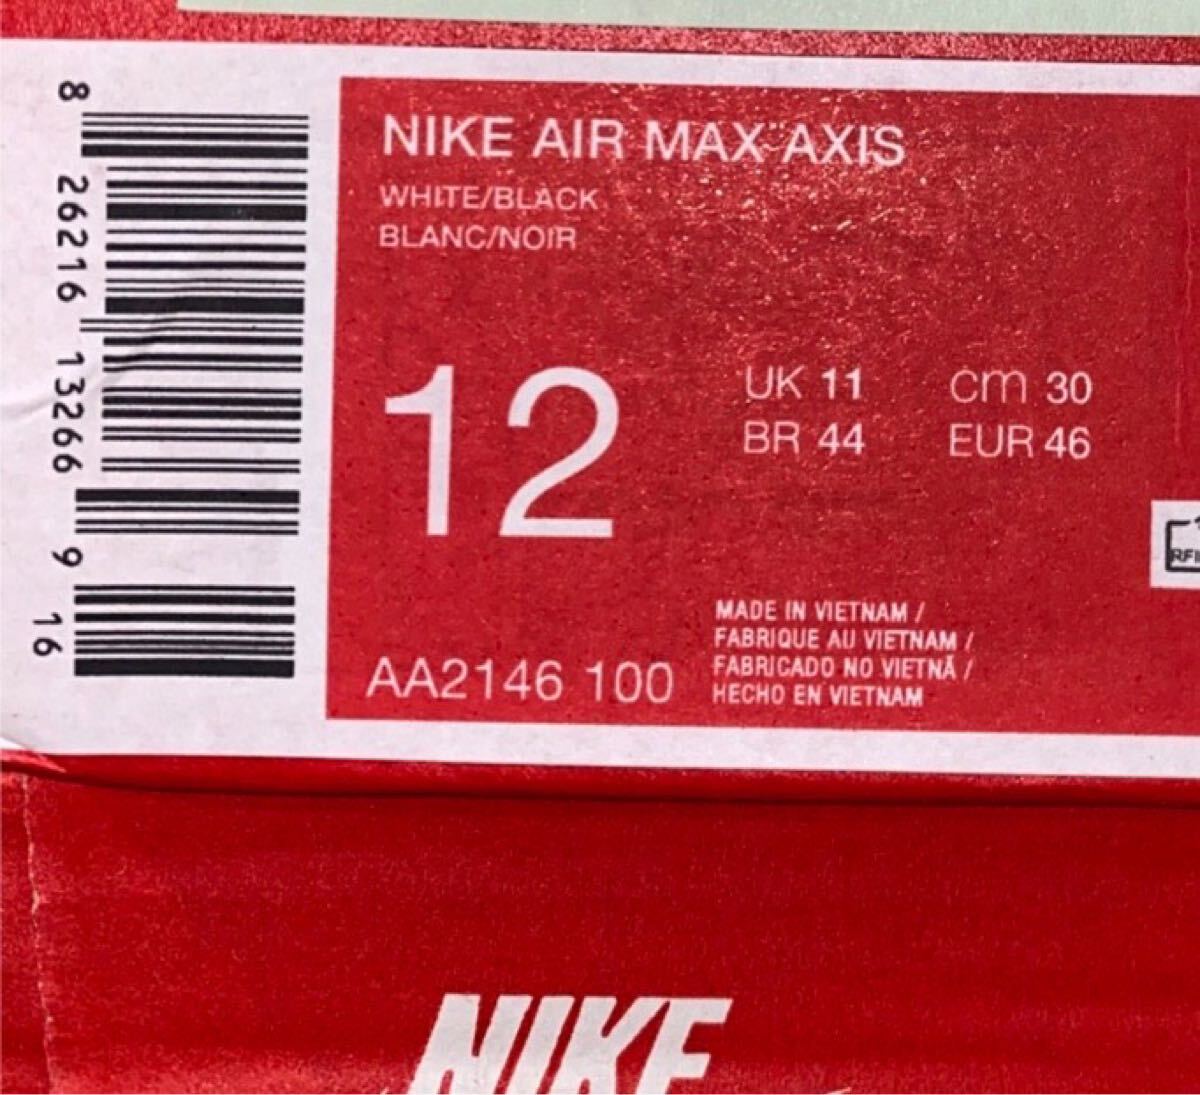 8 26216 13266 9 16
NIKE AIR MAX AXIS
WHITE/BLACK
BLANC/NOIR
12
UK 11 cm 30
BR 44 EUR 46
AA2146 100
MADE IN VIETNAM /
FABRIQUE AU VIETNAM /
FABRICADO NO VIETNÃ /
HECHO EN VIETNAM
NIKE